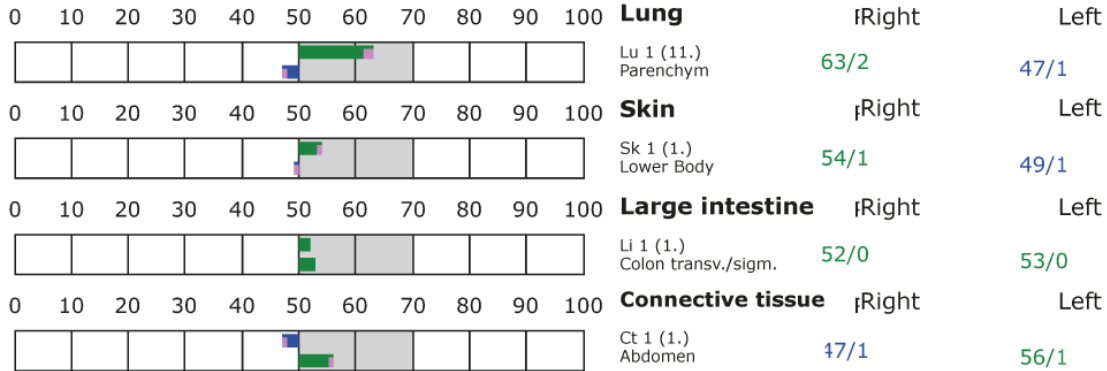 0 10 20 30 40 50 60 70 80 90 100 Lung Right Left
Lu 1 (11.)
Parenchym 63/2 47/1
0 10 20 30 40 50 60 70 80 90 100 Skin Right Left
Sk 1 (1.)
Lower Body 54/1 49/1
0 10 20 30 40 50 60 70 80 90 100 Large intestine Right Left
Li 1 (1.)
Colon transv./sigm. 52/0 53/0
0 10 20 30 40 50 60 70 80 90 100 Connective tissue Right Left
Ct 1 (1.)
Abdomen 47/1 56/1